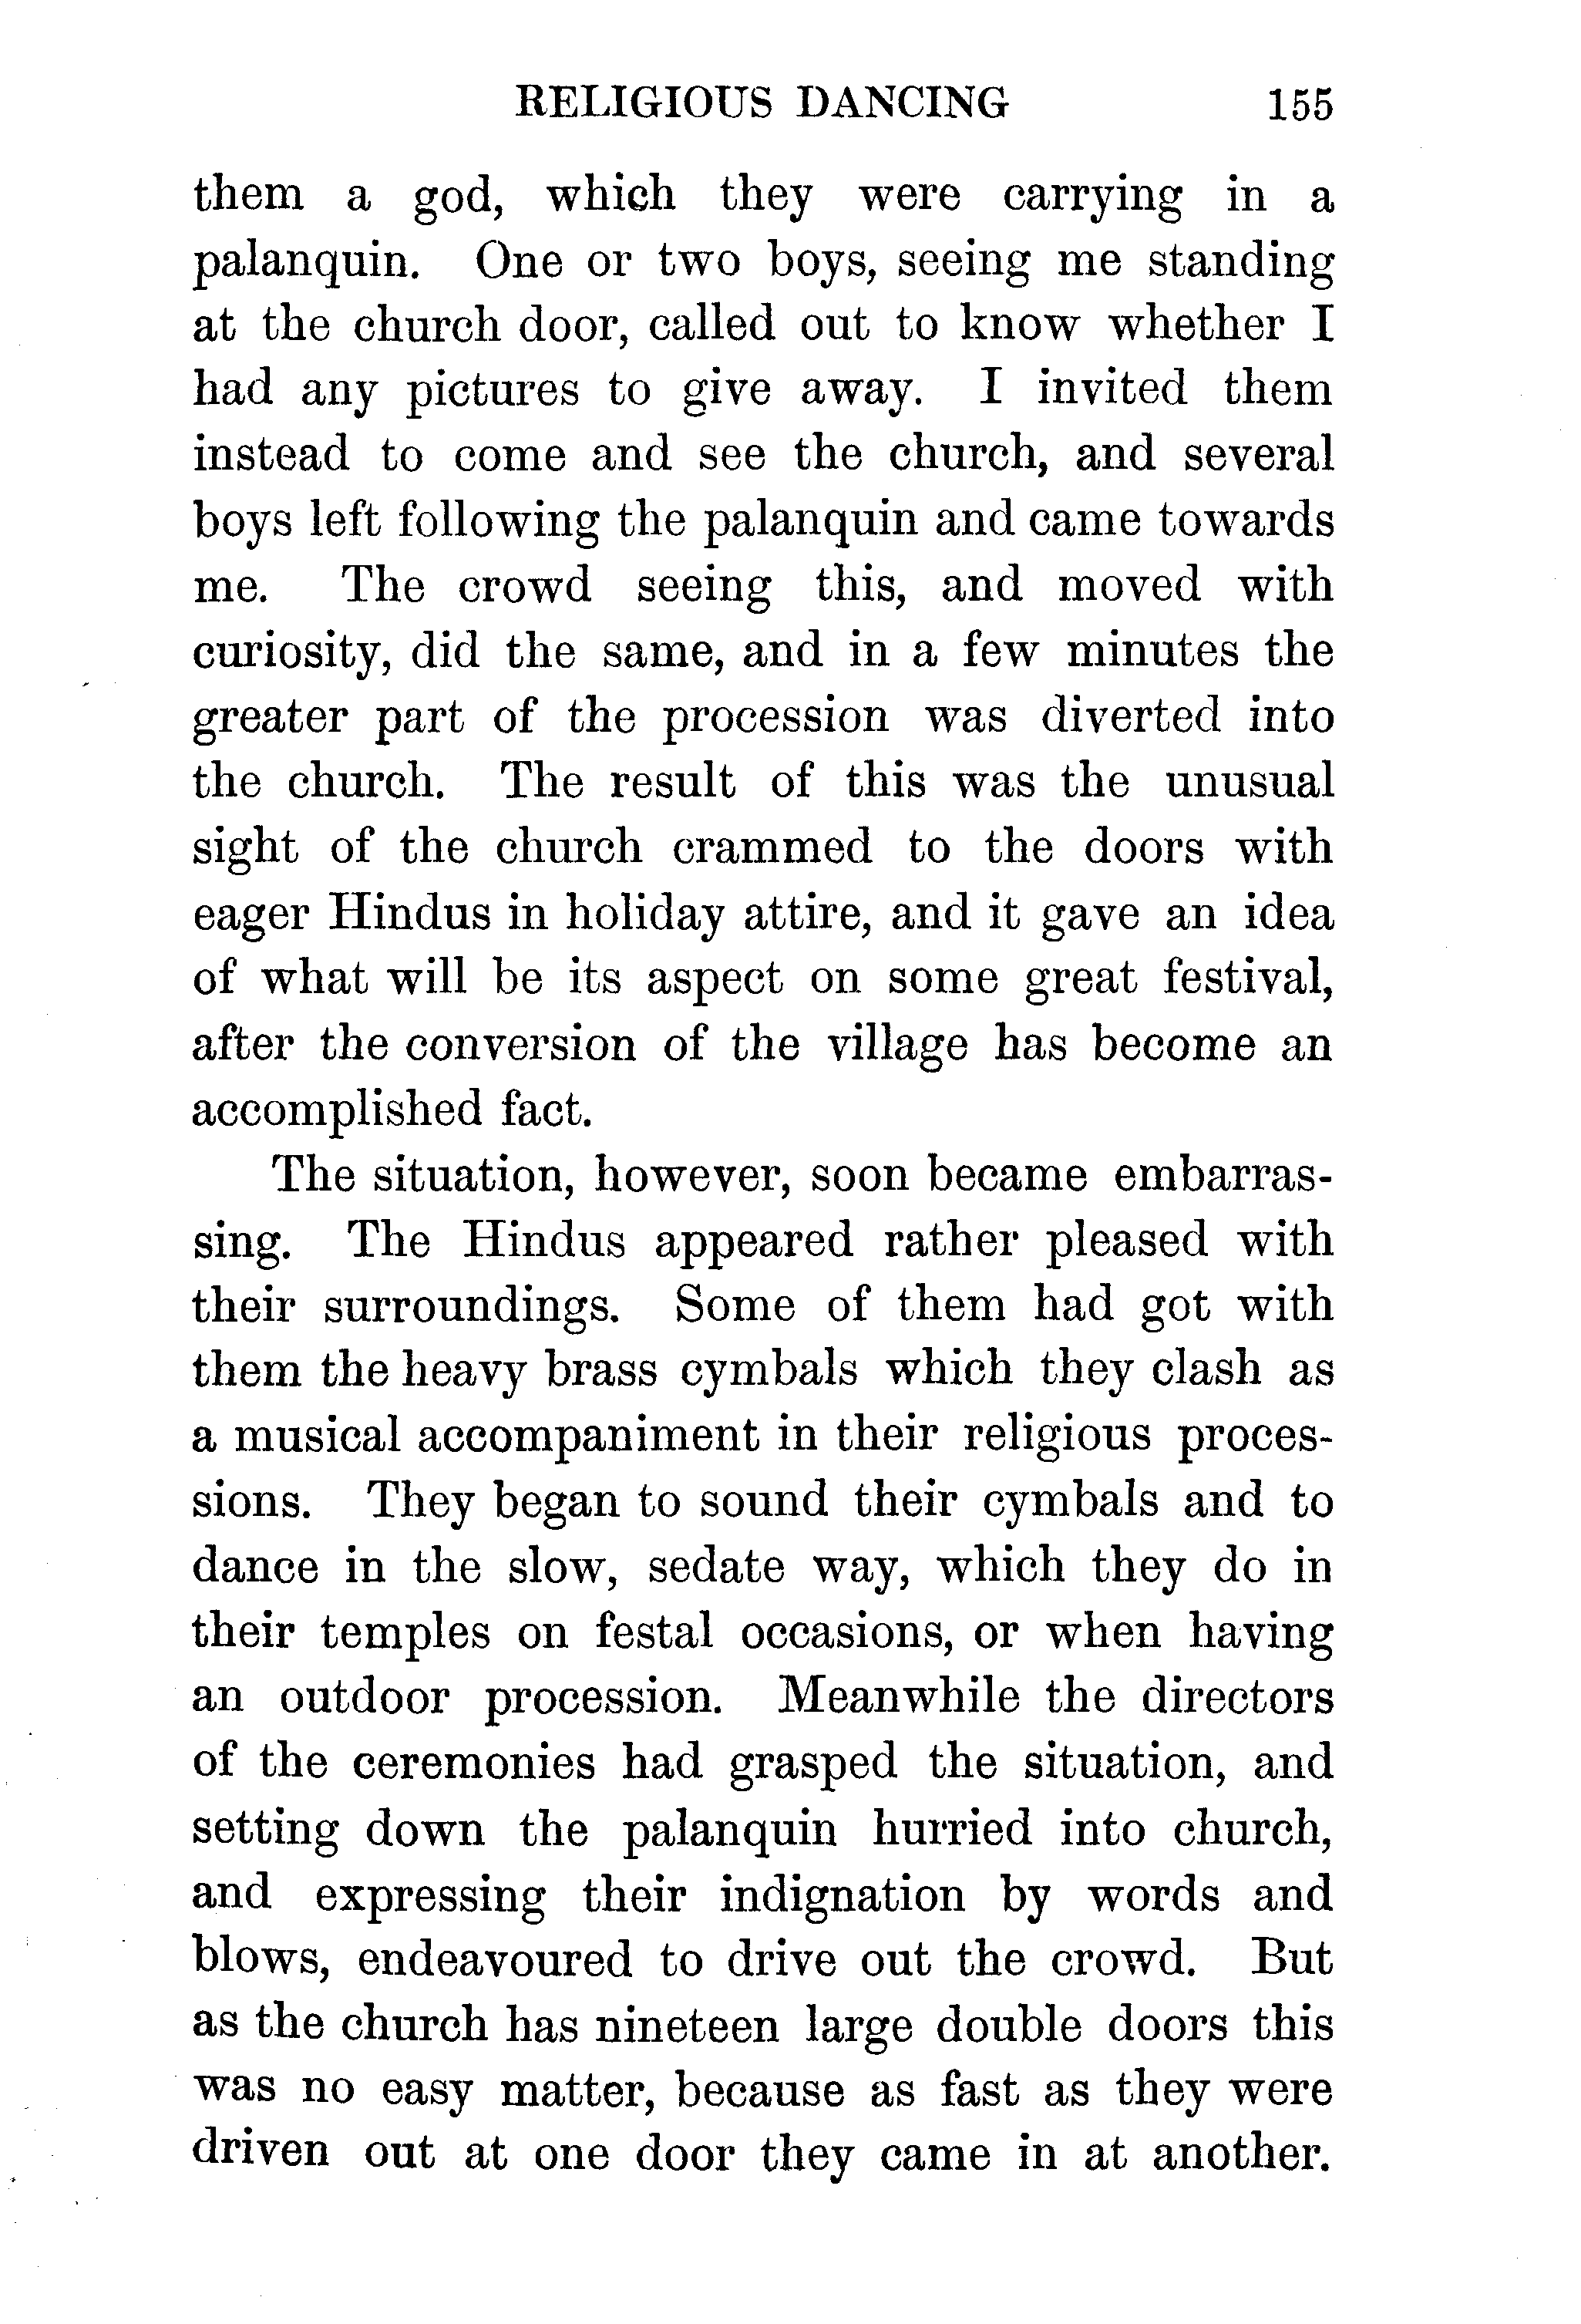 RELIGIOUS DANCING 155
them a god, which they were carrying in a
palanquin. One or two boys, seeing me standing
at the church door, called out to know whether I
had any pictures to give away. I invited them
instead to come and see the church, and several
boys left following the palanquin and came towards
me. The crowd seeing this, and moved with
curiosity, did the same, and in a few minutes the
greater part of the procession was diverted into
the church. The result of this was the unusual
sight of the church crammed to the doors with
eager Hindus in holiday attire, and it gave an idea
of what will be its aspect on some great festival,
after the conversion of the village has become an
accomplished fact.
The situation, however, soon became embarras-
sing. The Hindus appeared rather pleased with
their surroundings. Some of them had got with
them the heavy brass cymbals which they clash as
a musical accompaniment in their religious proces-
sions. They began to sound their cymbals and to
dance in the slow, sedate way, which they do in
their temples on festal occasions, or when having
an outdoor procession. Meanwhile the directors
of the ceremonies had grasped the situation, and
setting down the palanquin hurried into church,
and expressing their indignation by words and
blows, endeavoured to drive out the crowd. But
as the church has nineteen large double doors this
was no easy matter, because as fast as they were
driven out at one door they came in at another.